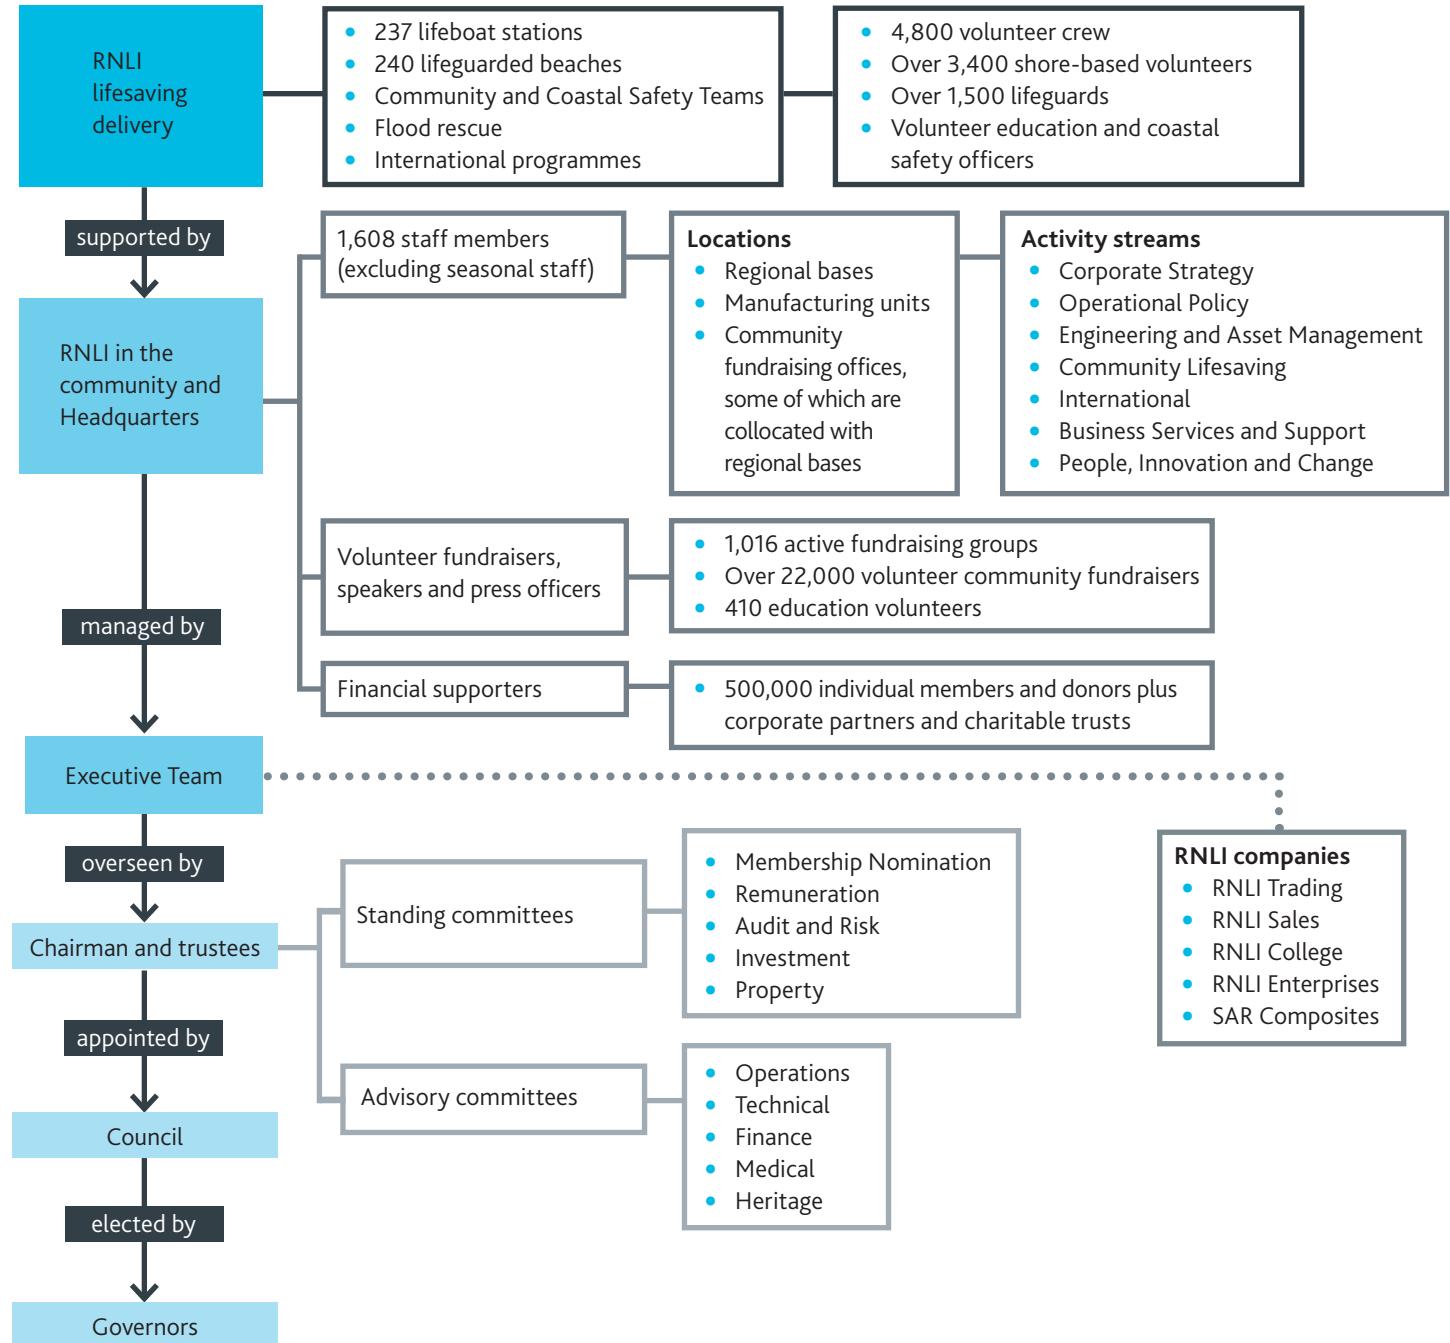 RNLI
lifesaving
delivery
• 237 lifeboat stations
• 240 lifeguarded beaches
• Community and Coastal Safety Teams
• Flood rescue
• International programmes
• 4,800 volunteer crew
• Over 3,400 shore-based volunteers
• Over 1,500 lifeguards
• Volunteer education and coastal
safety officers
supported by
RNLI in the
community and
Headquarters
1,608 staff members
(excluding seasonal staff)
Locations
• Regional bases
• Manufacturing units
• Community
fundraising offices,
some of which are
collocated with
regional bases
Activity streams
• Corporate Strategy
• Operational Policy
• Engineering and Asset Management
• Community Lifesaving
• International
• Business Services and Support
• People, Innovation and Change
Volunteer fundraisers,
speakers and press officers
• 1,016 active fundraising groups
• Over 22,000 volunteer community fundraisers
• 410 education volunteers
Financial supporters
• 500,000 individual members and donors plus
corporate partners and charitable trusts
managed by
Executive Team
RNLI companies
• RNLI Trading
• RNLI Sales
• RNLI College
• RNLI Enterprises
• SAR Composites
overseen by
Chairman and trustees
Standing committees
• Membership Nomination
• Remuneration
• Audit and Risk
• Investment
• Property
Advisory committees
• Operations
• Technical
• Finance
• Medical
• Heritage
appointed by
Council
elected by
Governors